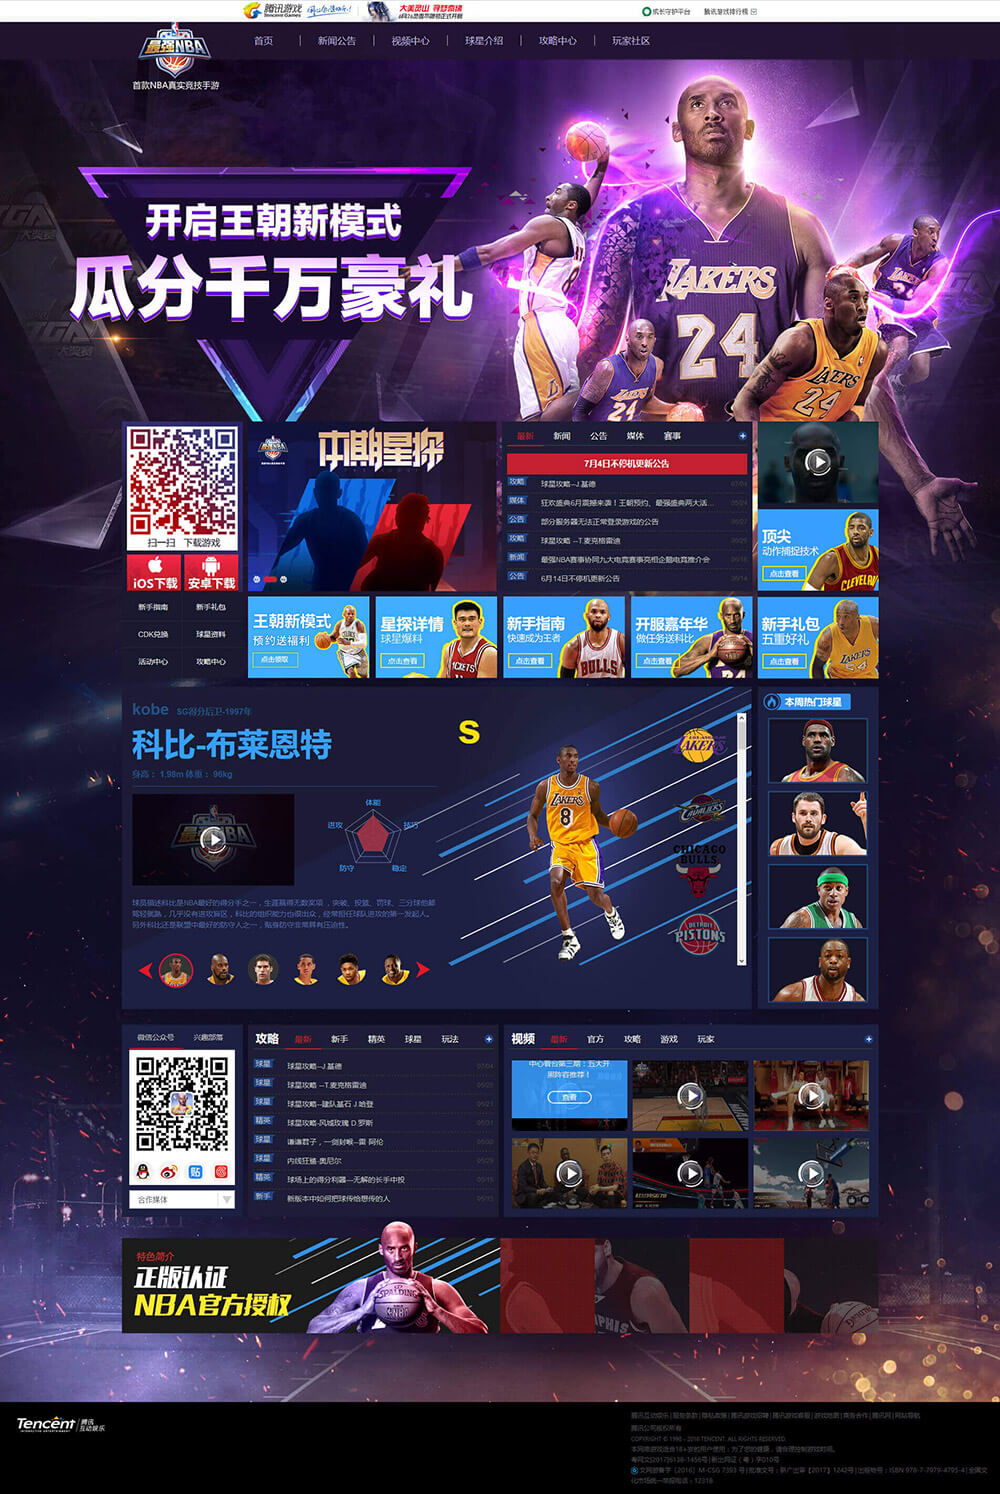 腾讯游戏
Tencent Games
大美灵山 寻梦奇缘
成长守护平台
腾讯游戏排行榜
最强NBA
首款NBA真实竞技手游
首页
新闻公告
视频中心
球星介绍
攻略中心
玩家社区
开启王朝新模式
瓜分千万豪礼
LAKERS
24
扫一扫 下载游戏
iOS下载
安卓下载
新手指南
新手礼包
CDK兑换
球星资料
活动中心
攻略中心
本期星探
最新
新闻
公告
媒体
赛事
7月4日不停机更新公告
攻略 球星攻略--J.基德 07/04
媒体 狂欢盛典6月震撼来袭！王朝预约、最强盛典两大活...
公告 部分服务器无法正常登录游戏的公告
攻略 球星攻略 --T.麦克格雷迪
新闻 最强NBA赛事协同九大电竞赛事亮相企鹅电竞推介会
公告 6月14日不停机更新公告
顶尖
动作捕捉技术
点击查看
王朝新模式
预约送福利
点击领取
星探详情
球星爆料
点击查看
新手指南
快速成为王者
点击查看
开服嘉年华
做任务送科比
点击查看
新手礼包
五重好礼
点击查看
kobe SG得分后卫-1997年
科比-布莱恩特
身高： 1.98m 体重： 96kg
S
体能
进攻
技巧
防守
稳定
球员描述科比是NBA最好的得分手之一，生涯赢得无数奖项，突破、投篮、罚球、三分球他都
驾轻就熟，几乎没有进攻盲区，科比的组织能力也很出众，经常担任球队进攻的第一发起人。
另外科比还是联盟中最好的防守人之一，贴身防守非常具有压迫性。
LAKERS
8
LAKERS
CAVALIERS
CHICAGO
BULLS
DETROIT
PISTONS
本周热门球星
微信公众号
兴趣部落
合作媒体
攻略
最新
新手
精英
球星
玩法
球星 球星攻略--J.基德 07/04
球星 球星攻略--T.麦克格雷迪
球星 球星攻略--建队基石 J.哈登
精英 球星攻略-风城玫瑰 D.罗斯
球星 谦谦君子，一剑封喉--雷 阿伦
球星 内线狂鲨-奥尼尔
精英 球场上的得分利器—无解的长手中投
新手 新版本中如何把球传给想传的人
视频
最新
官方
攻略
游戏
玩家
中心看台第三期：五大开
黑阵容推荐！
查看
特色简介
正版认证
NBA官方授权
SPALDING
Tencent 腾讯
互动娱乐
腾讯互动娱乐|服务条款|隐私政策|腾讯游戏招聘|腾讯游戏客服|游戏地图|商务合作|腾讯网|网站导航
腾讯公司版权所有
COPYRIGHT © 1998 - 2018 TENCENT. ALL RIGHTS RESERVED.
本网络游戏适合18+岁的用户使用；为了您的健康，请合理控制游戏时间。